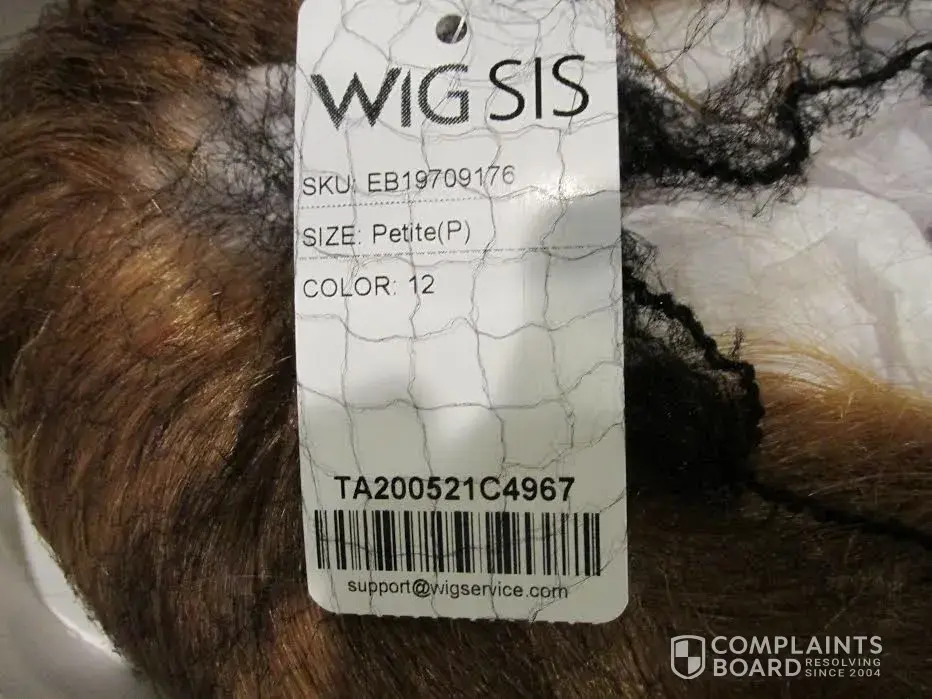 WIG SIS
SKU: EB19709176
SIZE: Petite(P)
COLOR: 12
TA200521C4967
support@wigservice.com
COMPLAINTS
BOARD RESOLVING
SINCE 2004